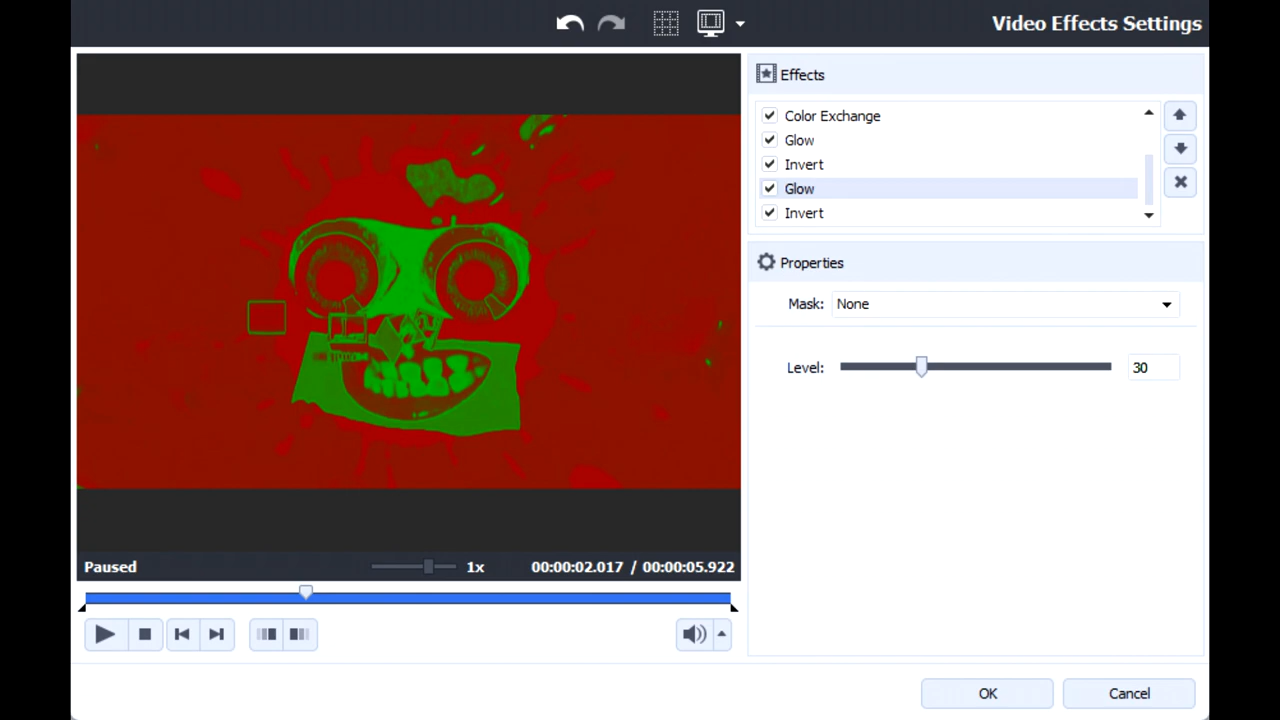 Video Effects Settings
Effects
Color Exchange
Glow
Invert
Glow
Invert
Properties
Mask: None
Level: 30
Paused 1x 00:00:02.017 / 00:00:05.922
OK Cancel